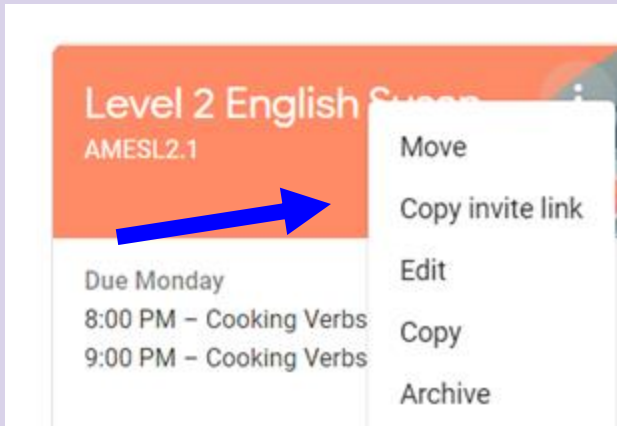 Level 2 English
AMESL2.1
Move
Copy invite link
Edit
Copy
Archive
Due Monday
8:00 PM – Cooking Verbs
9:00 PM – Cooking Verbs